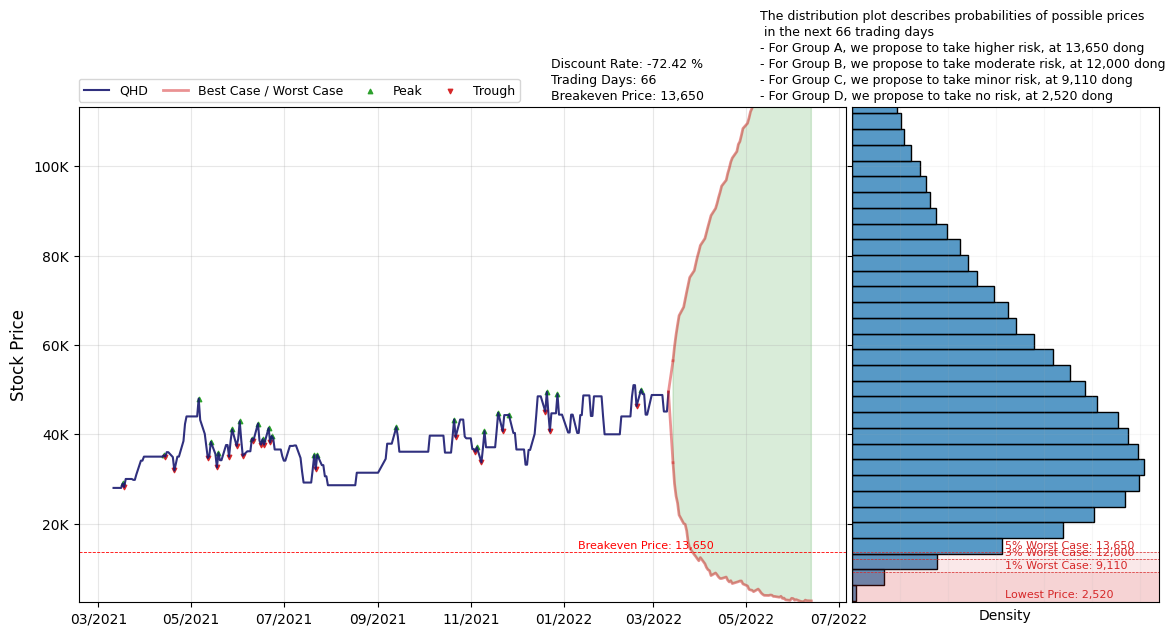 The distribution plot describes probabilities of possible prices
in the next 66 trading days
- For Group A, we propose to take higher risk, at 13,650 dong
- For Group B, we propose to take moderate risk, at 12,000 dong
- For Group C, we propose to take minor risk, at 9,110 dong
- For Group D, we propose to take no risk, at 2,520 dong
Discount Rate: -72.42 %
Trading Days: 66
Breakeven Price: 13,650
QHD
Best Case / Worst Case
Peak
Trough
Stock Price
100K
80K
60K
40K
20K
Breakeven Price: 13,650
5% Worst Case: 13,650
3% Worst Case: 12,000
1% Worst Case: 9,110
Lowest Price: 2,520
03/2021
05/2021
07/2021
09/2021
11/2021
01/2022
03/2022
05/2022
07/2022
Density